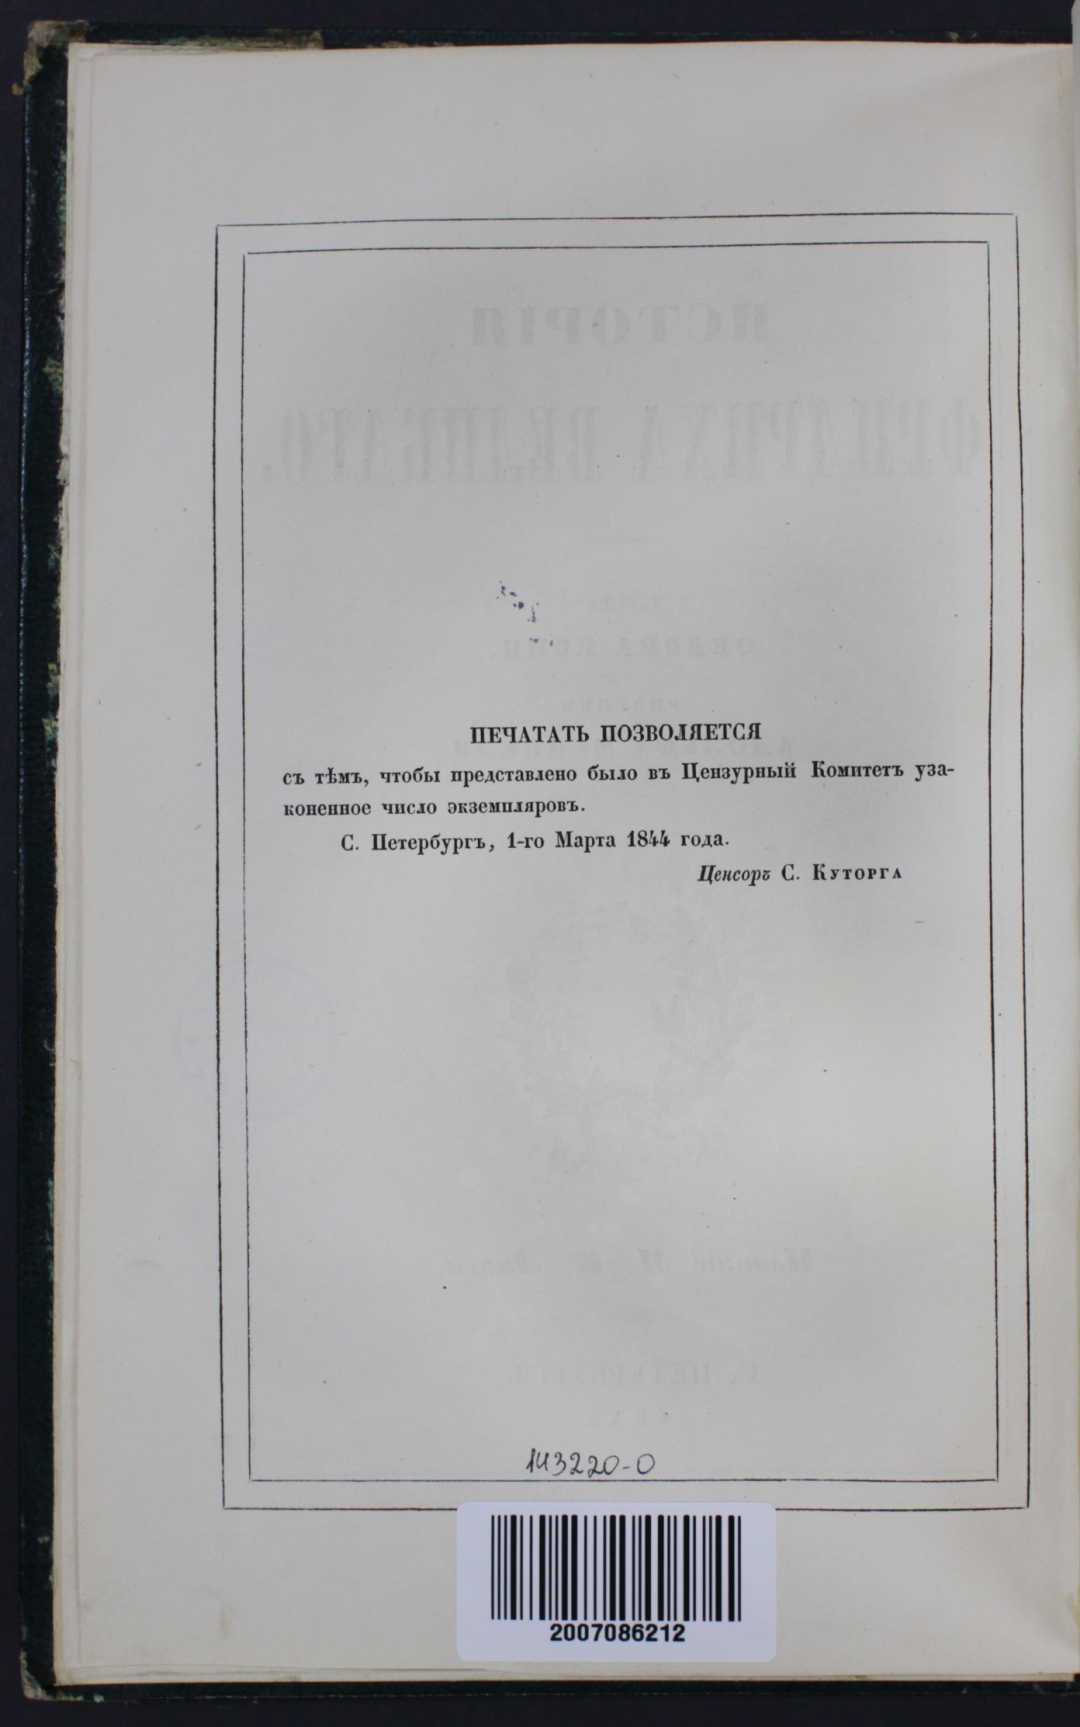 ПЕЧАТАТЬ ПОЗВОЛЯЕТСЯ
съ тѣмъ, чтобы представлено было въ Цензурный Комитетъ уза-
коненное число экземпляровъ.
С. Петербургъ, 1-го Марта 1844 года.
Ценсоръ С. Куторга
143220-0
2007086212